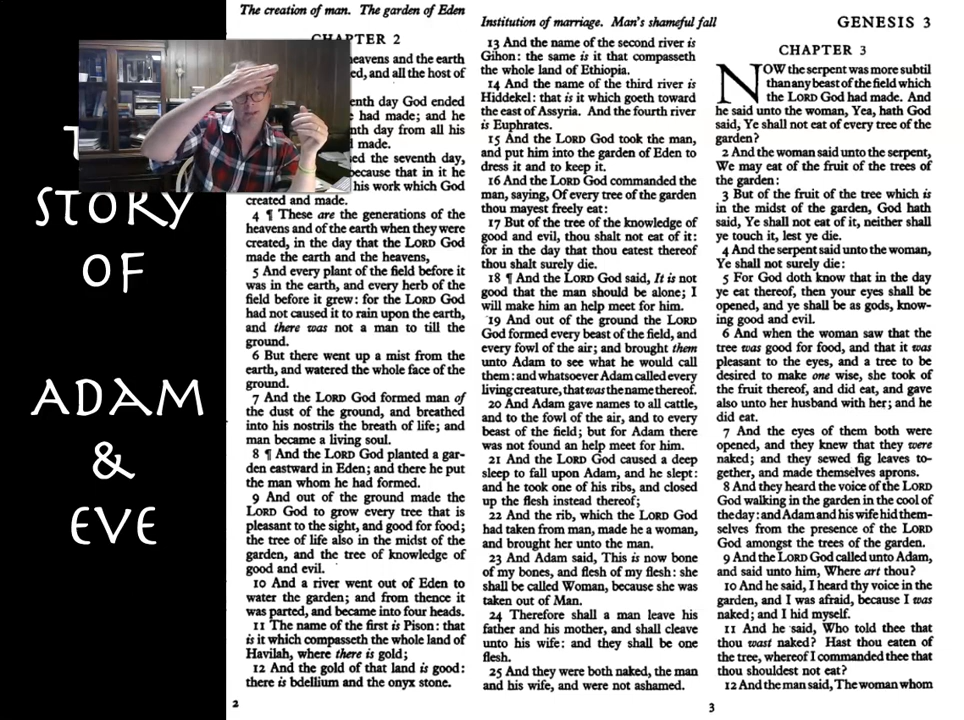 STORY
OF
ADAM
&
EVE
The creation of man. The garden of Eden
CHAPTER 2
heavens and the earth
and all the host of
day God ended
had made; and he
day from all his
made.
the seventh day,
because that in it he
his work which God
created and made.
4 ¶ These are the generations of the
heavens and of the earth when they were
created, in the day that the LORD God
made the earth and the heavens,
5 And every plant of the field before it
was in the earth, and every herb of the
field before it grew: for the LORD God
had not caused it to rain upon the earth,
and there was not a man to till the
ground.
6 But there went up a mist from the
earth, and watered the whole face of the
ground.
7 And the LORD God formed man of
the dust of the ground, and breathed
into his nostrils the breath of life; and
man became a living soul.
8 ¶ And the LORD God planted a gar-
den eastward in Eden; and there he put
the man whom he had formed.
9 And out of the ground made the
LORD God to grow every tree that is
pleasant to the sight, and good for food;
the tree of life also in the midst of the
garden, and the tree of knowledge of
good and evil.
10 And a river went out of Eden to
water the garden; and from thence it
was parted, and became into four heads.
11 The name of the first is Pison: that
is it which compasseth the whole land of
Havilah, where there is gold;
12 And the gold of that land is good:
there is bdellium and the onyx stone.
2
Institution of marriage. Man's shameful fall
13 And the name of the second river is
Gihon: the same is it that compasseth
the whole land of Ethiopia.
14 And the name of the third river is
Hiddekel: that is it which goeth toward
the east of Assyria. And the fourth river
is Euphrates.
15 And the LORD God took the man,
and put him into the garden of Eden to
dress it and to keep it.
16 And the LORD God commanded the
man, saying, Of every tree of the garden
thou mayest freely eat:
17 But of the tree of the knowledge of
good and evil, thou shalt not eat of it:
for in the day that thou eatest thereof
thou shalt surely die.
18 ¶ And the LORD God said, It is not
good that the man should be alone; I
will make him an help meet for him.
19 And out of the ground the LORD
God formed every beast of the field, and
every fowl of the air; and brought them
unto Adam to see what he would call
them: and whatsoever Adam called every
living creature, that was the name thereof.
20 And Adam gave names to all cattle,
and to the fowl of the air, and to every
beast of the field; but for Adam there
was not found an help meet for him.
21 And the LORD God caused a deep
sleep to fall upon Adam, and he slept:
and he took one of his ribs, and closed
up the flesh instead thereof;
22 And the rib, which the LORD God
had taken from man, made he a woman,
and brought her unto the man.
23 And Adam said, This is now bone
of my bones, and flesh of my flesh: she
shall be called Woman, because she was
taken out of Man.
24 Therefore shall a man leave his
father and his mother, and shall cleave
unto his wife: and they shall be one
flesh.
25 And they were both naked, the man
and his wife, and were not ashamed.
GENESIS 3
CHAPTER 3
NOW the serpent was more subtil
than any beast of the field which
the LORD God had made. And
he said unto the woman, Yea, hath God
said, Ye shall not eat of every tree of the
garden?
2 And the woman said unto the serpent,
We may eat of the fruit of the trees of
the garden:
3 But of the fruit of the tree which is
in the midst of the garden, God hath
said, Ye shall not eat of it, neither shall
ye touch it, lest ye die.
4 And the serpent said unto the woman,
Ye shall not surely die:
5 For God doth know that in the day
ye eat thereof, then your eyes shall be
opened, and ye shall be as gods, know-
ing good and evil.
6 And when the woman saw that the
tree was good for food, and that it was
pleasant to the eyes, and a tree to be
desired to make one wise, she took of
the fruit thereof, and did eat, and gave
also unto her husband with her; and he
did eat.
7 And the eyes of them both were
opened, and they knew that they were
naked; and they sewed fig leaves to-
gether, and made themselves aprons.
8 And they heard the voice of the LORD
God walking in the garden in the cool of
the day: and Adam and his wife hid them-
selves from the presence of the LORD
God amongst the trees of the garden.
9 And the LORD God called unto Adam,
and said unto him, Where art thou?
10 And he said, I heard thy voice in the
garden, and I was afraid, because I was
naked; and I hid myself.
11 And he said, Who told thee that
thou wast naked? Hast thou eaten of
the tree, whereof I commanded thee that
thou shouldest not eat?
12 And the man said, The woman whom
3